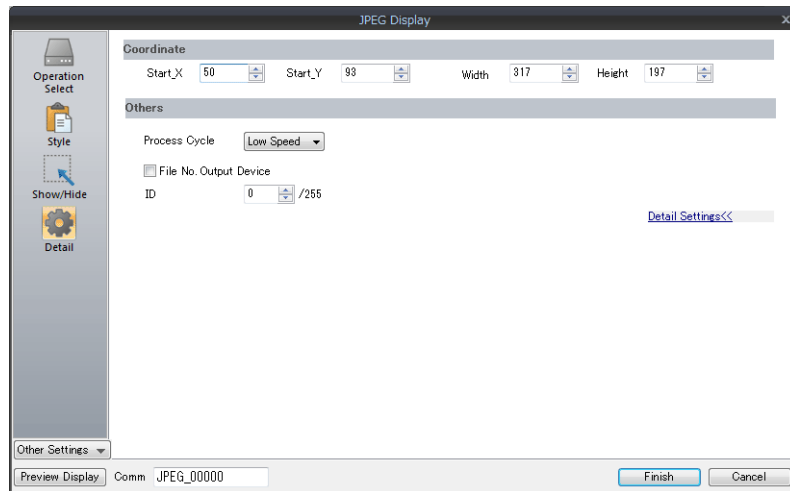 JPEG Display
x
Operation
Select
Style
Show/Hide
Detail
Coordinate
Start_X 50 Start_Y 93 Width 317 Height 197
Others
Process Cycle Low Speed
File No. Output Device
ID 0 /255
Detail Settings<<
Other Settings
Preview Display Comm JPEG_00000 Finish Cancel